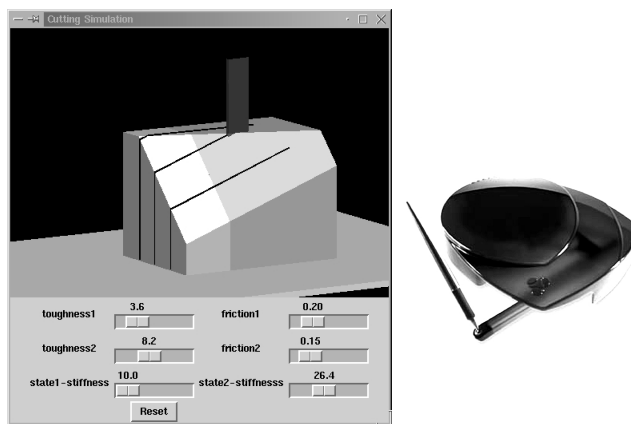 Cutting Simulation
3.6 0.20
toughness1 friction1
8.2 0.15
toughness2 friction2
10.0 26.4
state1-stiffness state2-stiffnesss
Reset